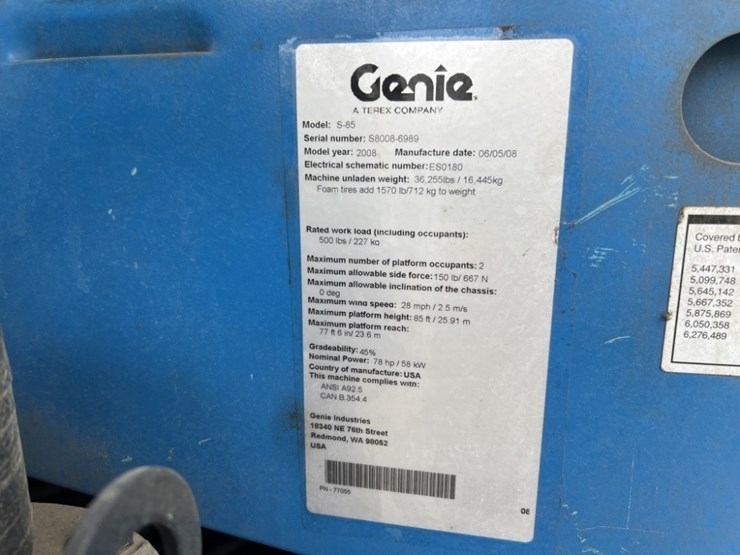 Genie
A TEREX COMPANY
Model: S-85
Serial number: S8008-6989
Model year: 2008 Manufacture date: 06/05/08
Electrical schematic number: ES0180
Machine unladen weight: 36,255lbs / 16,445kg
Foam tires add 1570 lb/712 kg to weight
Rated work load (including occupants):
500 lbs / 227 kg
Maximum number of platform occupants: 2
Maximum allowable side force: 150 lb/ 667 N
Maximum allowable inclination of the chassis:
0 deg
Maximum wind speed: 28 mph / 2.5 m/s
Maximum platform height: 85 ft / 25.91 m
Maximum platform reach:
77 ft 6 in/ 23.6 m
Gradeability: 45%
Nominal Power: 78 hp / 58 kW
Country of manufacture: USA
This machine complies with:
ANSI A92.5
CAN B.354.4
Genie Industries
18340 NE 76th Street
Redmond, WA 98052
USA
PN - 77055
08
Covered
U.S. Pate
5,447,331
5,099,748
5,645,142
5,667,352
5,875,869
6,050,358
6,276,489